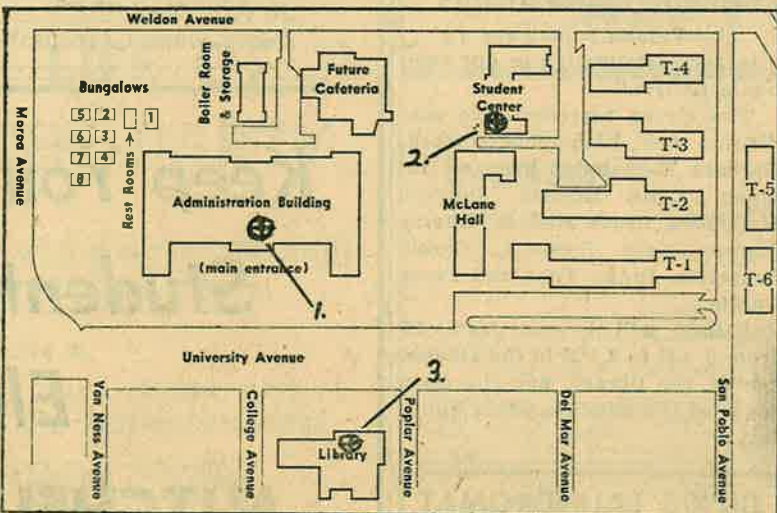 Weldon Avenue
Maroa Avenue
Bungalows
5 2 1
6 3
7 4
8
Rest Rooms
Boiler Room
& Storage
Future
Cafeteria
Student
Center
2.
T-4
T-3
T-2
T-1
T-5
T-6
McLane
Hall
Administration Building
(main entrance)
1.
University Avenue
3.
Van Ness Avenue
College Avenue
Library
Poplar Avenue
Del Mar Avenue
San Pablo Avenue